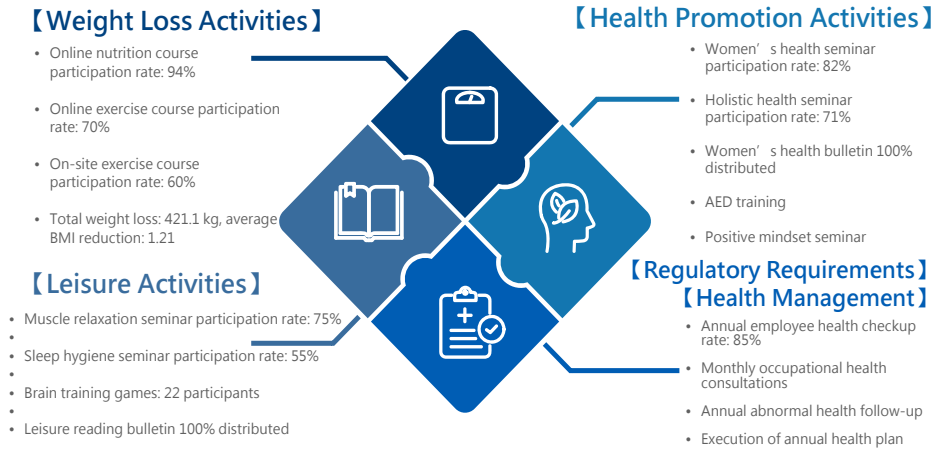 【Weight Loss Activities】
• Online nutrition course
participation rate: 94%
• Online exercise course participation
rate: 70%
• On-site exercise course
participation rate: 60%
• Total weight loss: 421.1 kg, average
BMI reduction: 1.21
【Health Promotion Activities】
• Women’s health seminar
participation rate: 82%
• Holistic health seminar
participation rate: 71%
• Women’s health bulletin 100%
distributed
• AED training
• Positive mindset seminar
【Leisure Activities】
• Muscle relaxation seminar participation rate: 75%
•
• Sleep hygiene seminar participation rate: 55%
•
• Brain training games: 22 participants
•
• Leisure reading bulletin 100% distributed
【Regulatory Requirements】
【Health Management】
• Annual employee health checkup
rate: 85%
• Monthly occupational health
consultations
• Annual abnormal health follow-up
• Execution of annual health plan